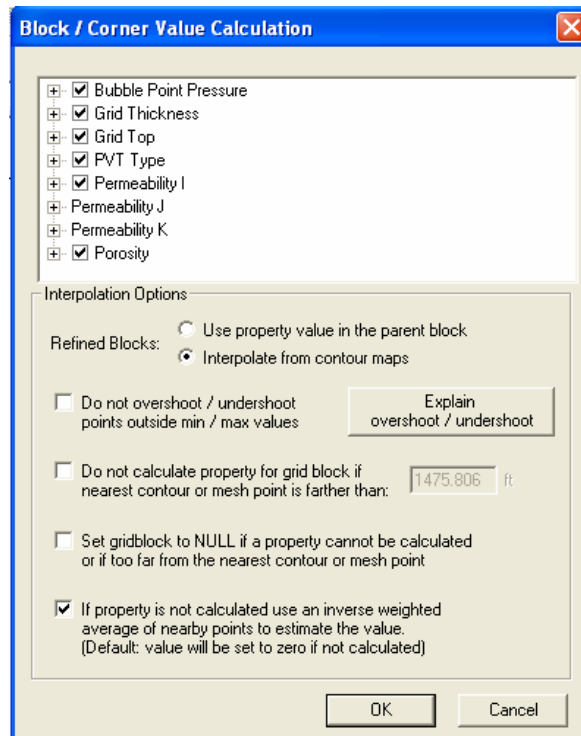 Block / Corner Value Calculation
Bubble Point Pressure
Grid Thickness
Grid Top
PVT Type
Permeability I
Permeability J
Permeability K
Porosity
Interpolation Options
Refined Blocks:
Use property value in the parent block
Interpolate from contour maps
Do not overshoot / undershoot
points outside min / max values
Explain
overshoot / undershoot
Do not calculate property for grid block if
nearest contour or mesh point is farther than:
1475.806 ft
Set gridblock to NULL if a property cannot be calculated
or if too far from the nearest contour or mesh point
If property is not calculated use an inverse weighted
average of nearby points to estimate the value.
(Default: value will be set to zero if not calculated)
OK
Cancel